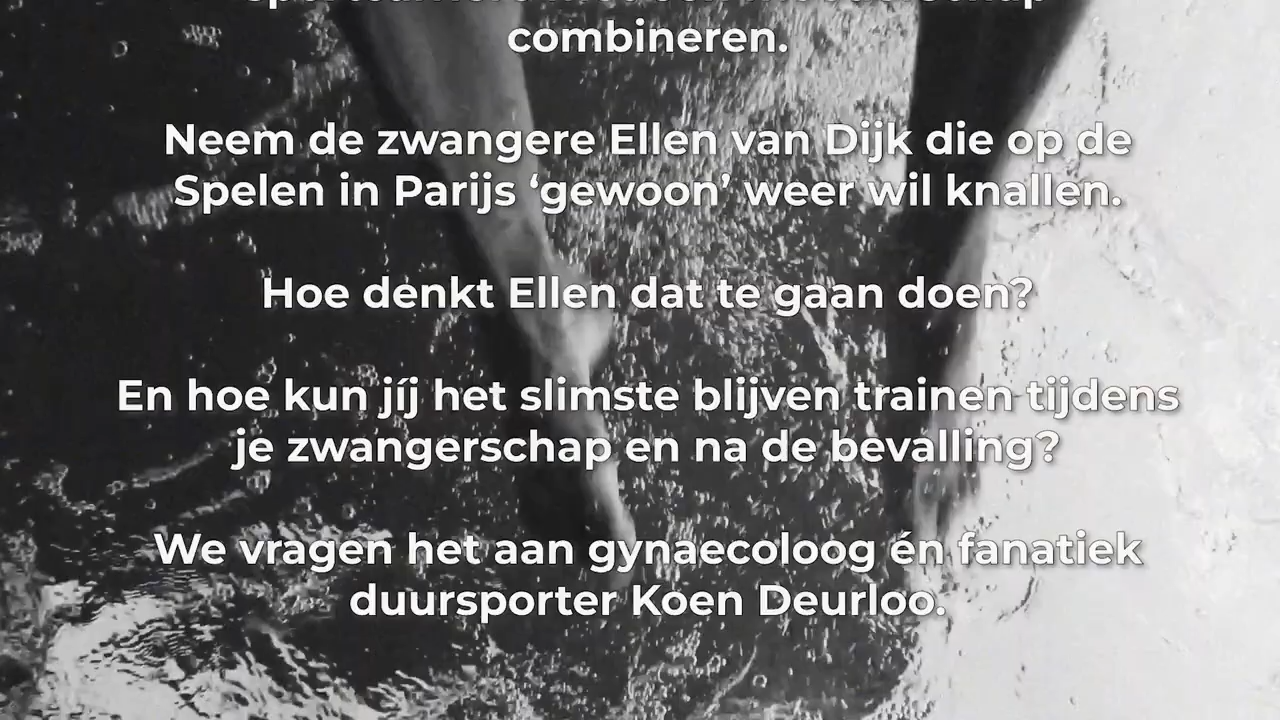 combineren.
Neem de zwangere Ellen van Dijk die op de
Spelen in Parijs ‘gewoon’ weer wil knallen.
Hoe denkt Ellen dat te gaan doen?
En hoe kun jíj het slimste blijven trainen tijdens
je zwangerschap en na de bevalling?
We vragen het aan gynaecoloog én fanatiek
duursporter Koen Deurloo.